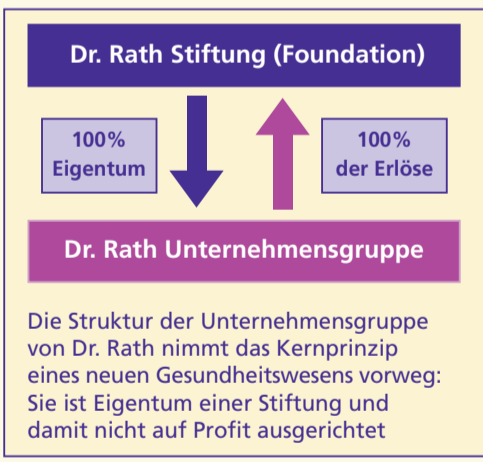 Dr. Rath Stiftung (Foundation)
100%
Eigentum
100%
der Erlöse
Dr. Rath Unternehmensgruppe
Die Struktur der Unternehmensgruppe
von Dr. Rath nimmt das Kernprinzip
eines neuen Gesundheitswesens vorweg:
Sie ist Eigentum einer Stiftung und
damit nicht auf Profit ausgerichtet